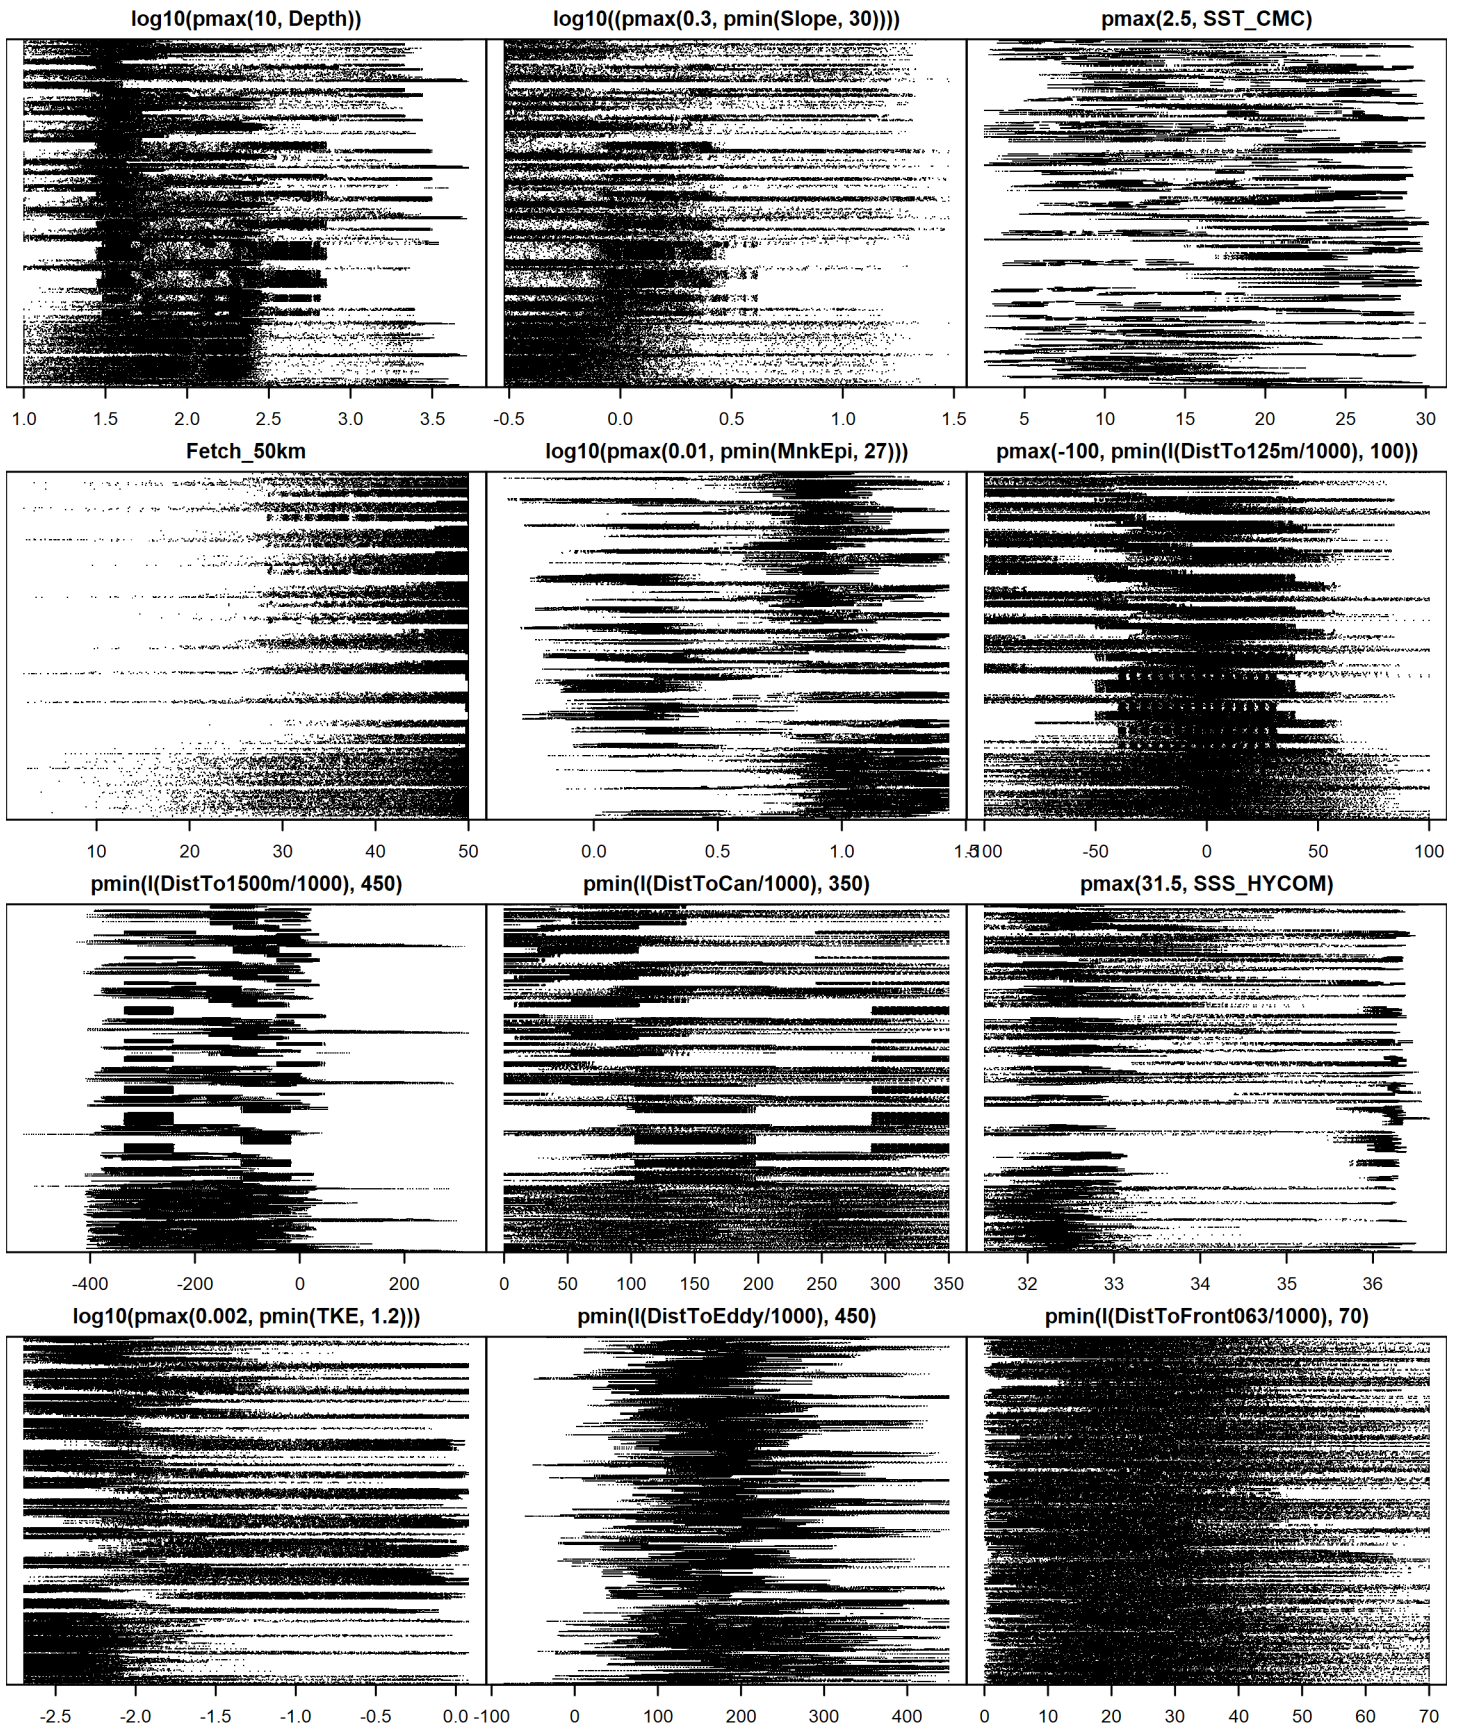 log10(pmax(10, Depth)) log10((pmax(0.3, pmin(Slope, 30)))) pmax(2.5, SST_CMC)
1.0 1.5 2.0 2.5 3.0 3.5 -0.5 0.0 0.5 1.0 1.5 5 10 15 20 25 30
Fetch_50km log10(pmax(0.01, pmin(MnkEpi, 27))) pmax(-100, pmin(I(DistTo125m/1000), 100))
10 20 30 40 50 0.0 0.5 1.0 1.5 -100 -50 0 50 100
pmin(I(DistTo1500m/1000), 450) pmin(I(DistToCan/1000), 350) pmax(31.5, SSS_HYCOM)
-400 -200 0 200 0 50 100 150 200 250 300 350 32 33 34 35 36
log10(pmax(0.002, pmin(TKE, 1.2))) pmin(I(DistToEddy/1000), 450) pmin(I(DistToFront063/1000), 70)
-2.5 -2.0 -1.5 -1.0 -0.5 0.0 -100 0 100 200 300 400 0 10 20 30 40 50 60 70